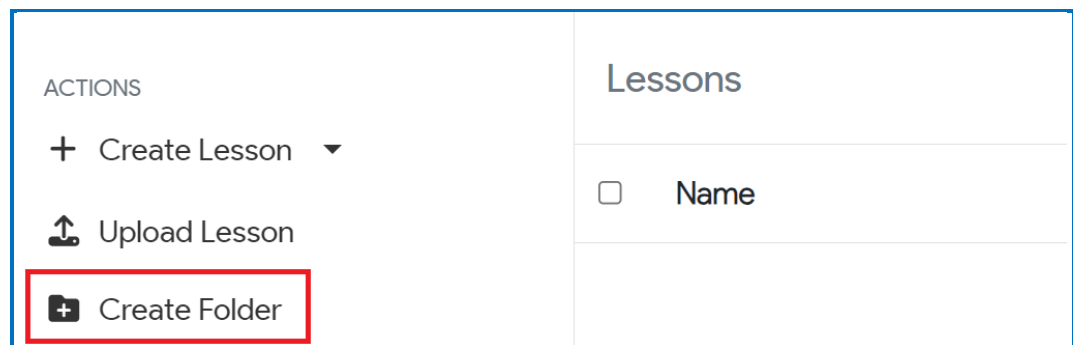 ACTIONS
Create Lesson
Upload Lesson
Create Folder
Lessons
Name